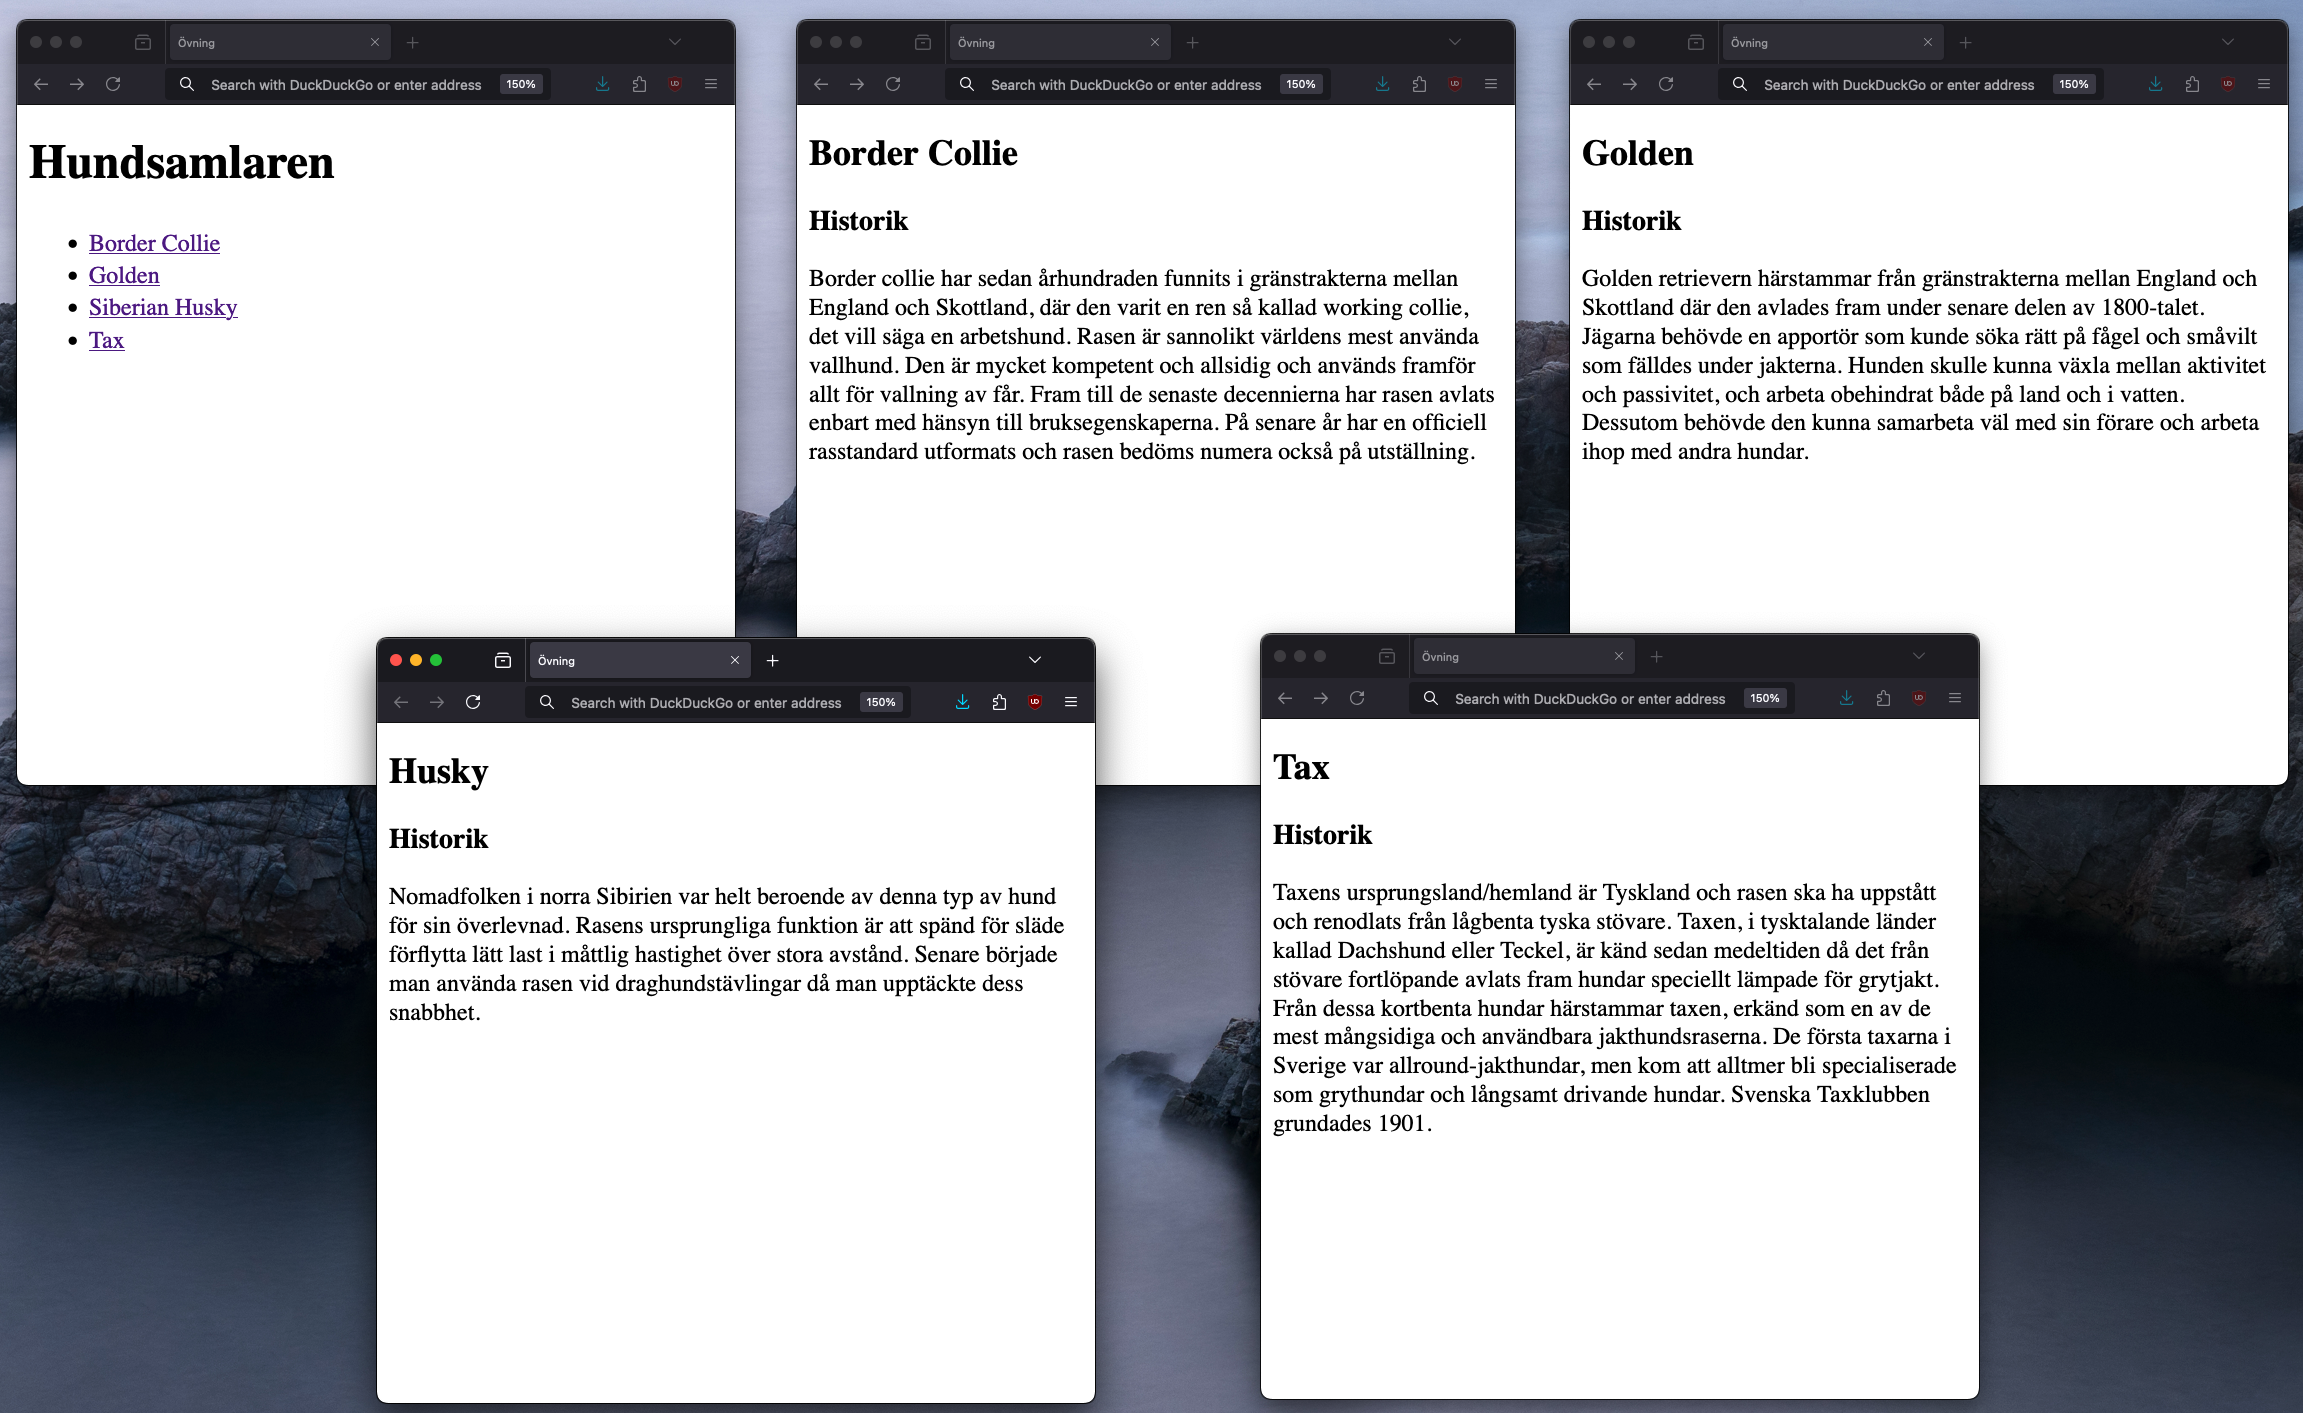 Övning
Search with DuckDuckGo or enter address 150%
Hundsamlaren
Border Collie
Golden
Siberian Husky
Tax
Övning
Search with DuckDuckGo or enter address 150%
Border Collie
Historik
Border collie har sedan århundraden funnits i gränstrakterna mellan
England och Skottland, där den varit en ren så kallad working collie,
det vill säga en arbetshund. Rasen är sannolikt världens mest använda
vallhund. Den är mycket kompetent och allsidig och används framför
allt för vallning av får. Fram till de senaste decennierna har rasen avlats
enbart med hänsyn till bruksegenskaperna. På senare år har en officiell
rasstandard utformats och rasen bedöms numera också på utställning.
Övning
Search with DuckDuckGo or enter address 150%
Golden
Historik
Golden retrievern härstammar från gränstrakterna mellan England och
Skottland där den avlades fram under senare delen av 1800-talet.
Jägarna behövde en apportör som kunde söka rätt på fågel och småvilt
som fälldes under jakterna. Hunden skulle kunna växla mellan aktivitet
och passivitet, och arbeta obehindrat både på land och i vatten.
Dessutom behövde den kunna samarbeta väl med sin förare och arbeta
ihop med andra hundar.
Övning
Search with DuckDuckGo or enter address 150%
Husky
Historik
Nomadfolken i norra Sibirien var helt beroende av denna typ av hund
för sin överlevnad. Rasens ursprungliga funktion är att spänd för släde
förflytta lätt last i måttlig hastighet över stora avstånd. Senare började
man använda rasen vid draghundstävlingar då man upptäckte dess
snabbhet.
Övning
Search with DuckDuckGo or enter address 150%
Tax
Historik
Taxens ursprungsland/hemland är Tyskland och rasen ska ha uppstått
och renodlats från lågbenta tyska stövare. Taxen, i tysktalande länder
kallad Dachshund eller Teckel, är känd sedan medeltiden då det från
stövare fortlöpande avlats fram hundar speciellt lämpade för grytjakt.
Från dessa kortbenta hundar härstammar taxen, erkänd som en av de
mest mångsidiga och användbara jakthundsraserna. De första taxarna i
Sverige var allround-jakthundar, men kom att alltmer bli specialiserade
som grythundar och långsamt drivande hundar. Svenska Taxklubben
grundades 1901.